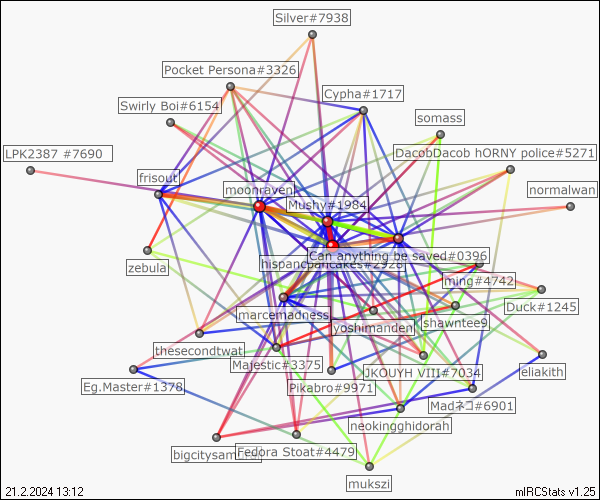 Silver#7938
Pocket Persona#3326
Cypha#1717
Swirly Boi#6154
somass
LPK2387 #7690
DacobDacob hORNY police#5271
frisout
moonraven
Mushy#1984
normalwan
Can anything be saved#0396
hispancpancakes#2928
zebula
ming#4742
marcemadness
Duck#1245
yoshimanden
shawntee9
thesecondtwat
Majestic#3375
JKOUYH VIII#7034
eliakith
Eg.Master#1378
Pikabro#9971
Madネコ#6901
neokingghidorah
Fedora Stoat#4479
mukszi
21.2.2024 13:12
mIRCStats v1.25